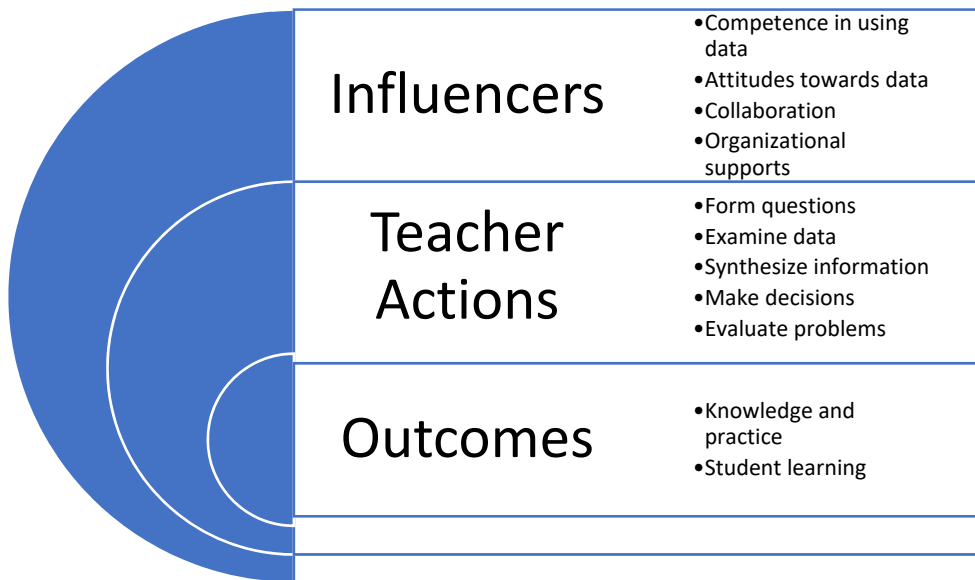 Influencers
•Competence in using
data
•Attitudes towards data
•Collaboration
•Organizational
supports
Teacher
Actions
•Form questions
•Examine data
•Synthesize information
•Make decisions
•Evaluate problems
Outcomes
•Knowledge and
practice
•Student learning